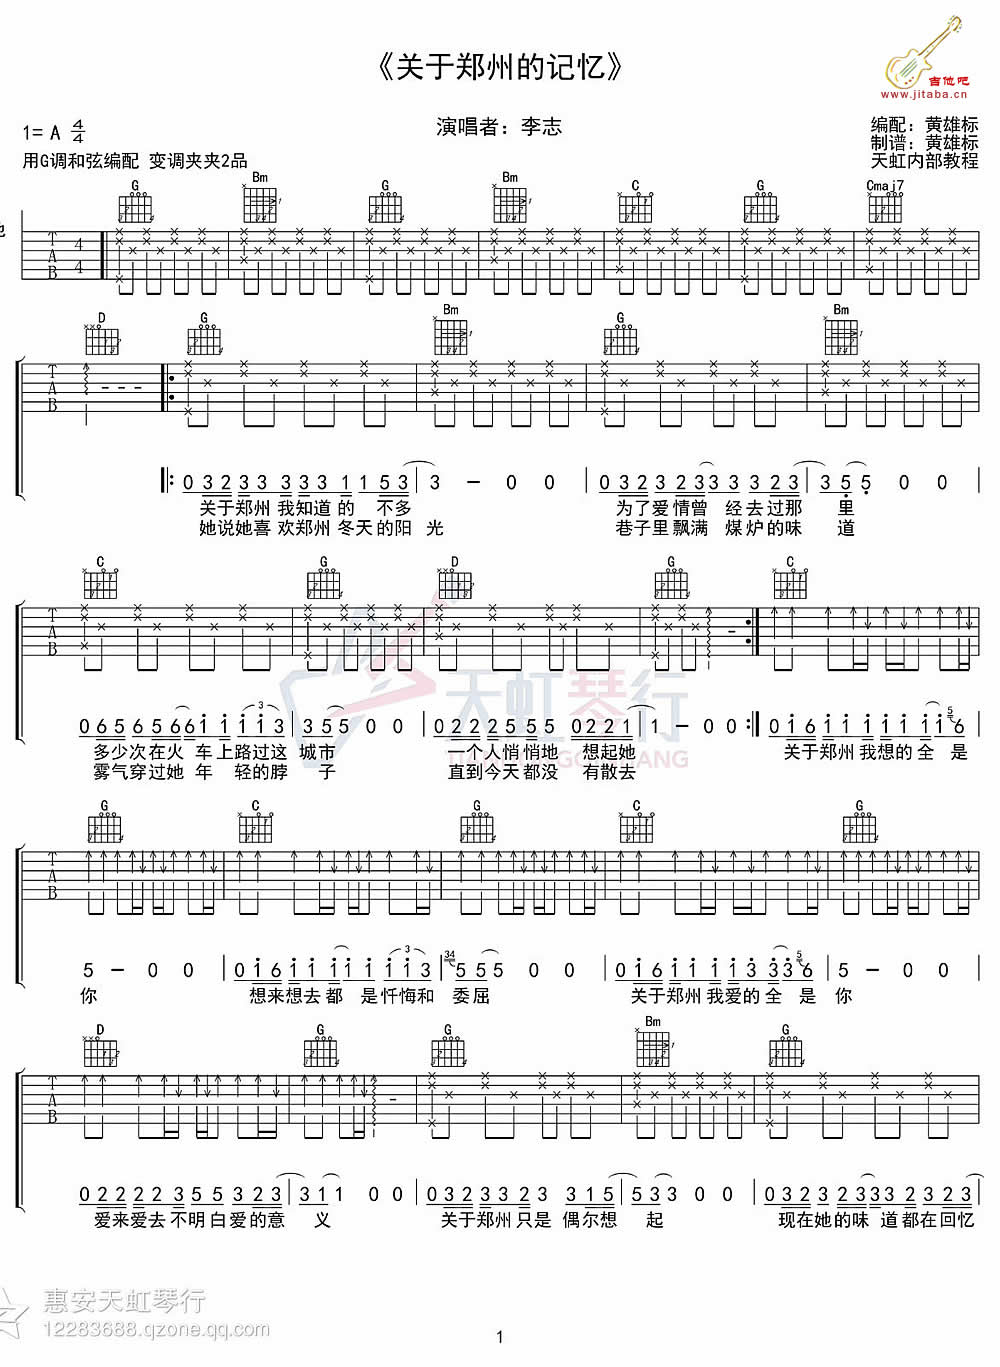 《关于郑州的记忆》
吉他吧
www.jitaba.cn
1= A 4/4
演唱者：李志
编配：黄雄标
制谱：黄雄标
用G调和弦编配 变调夹夹2品
天虹内部教程
G Bm G Bm C G Cmaj7
T A B 4 4
D G Bm G Bm
T A B
0 3 2 3 3 3 3 1 1 5 3 3 - 0 0 0 3 2 3 3 3 2 3 2 3 5 5 0 0
关于郑州 我知道的 不多 为了爱情曾 经去过那 里
她说她喜 欢郑州 冬天的阳 光 巷子里飘满 煤炉的味 道
C G D G C
T A B
0 6 5 6 5 6 6 1 1 1 1 3 3 5 5 0 0 0 2 2 2 5 5 5 0 2 2 2 1 1 - 0 0 0 1 6 1 1 1 1 1 1 5 6
多少次在火 车上路过这 城市 一个人悄悄地 想起她 关于郑州我想的 全 是
雾气穿过她 年 轻的脖 子 直到今天都没 有散去
天虹琴行
G C G C G
T A B
5 - 0 0 0 1 6 1 1 1 1 1 1 1 3 34 5 5 5 0 0 0 1 6 1 1 3 3 1 3 3 5 6 5 - 0 0
你 想来想去都 是忏悔和 委屈 关于郑州 我爱的 全 是 你
D G G Bm G
T A B
0 2 2 2 2 3 5 5 3 2 3 3 1 1 0 0 0 3 2 3 3 3 2 3 1 5 3 3 0 0 0 2 2 2 2 3 3 2 3 2 3
爱来爱去 不明白爱的意 义 关于郑州 只是 偶尔想 起 现在她的味 道都在回忆
惠安天虹琴行
12283688.qzone.qq.com
1